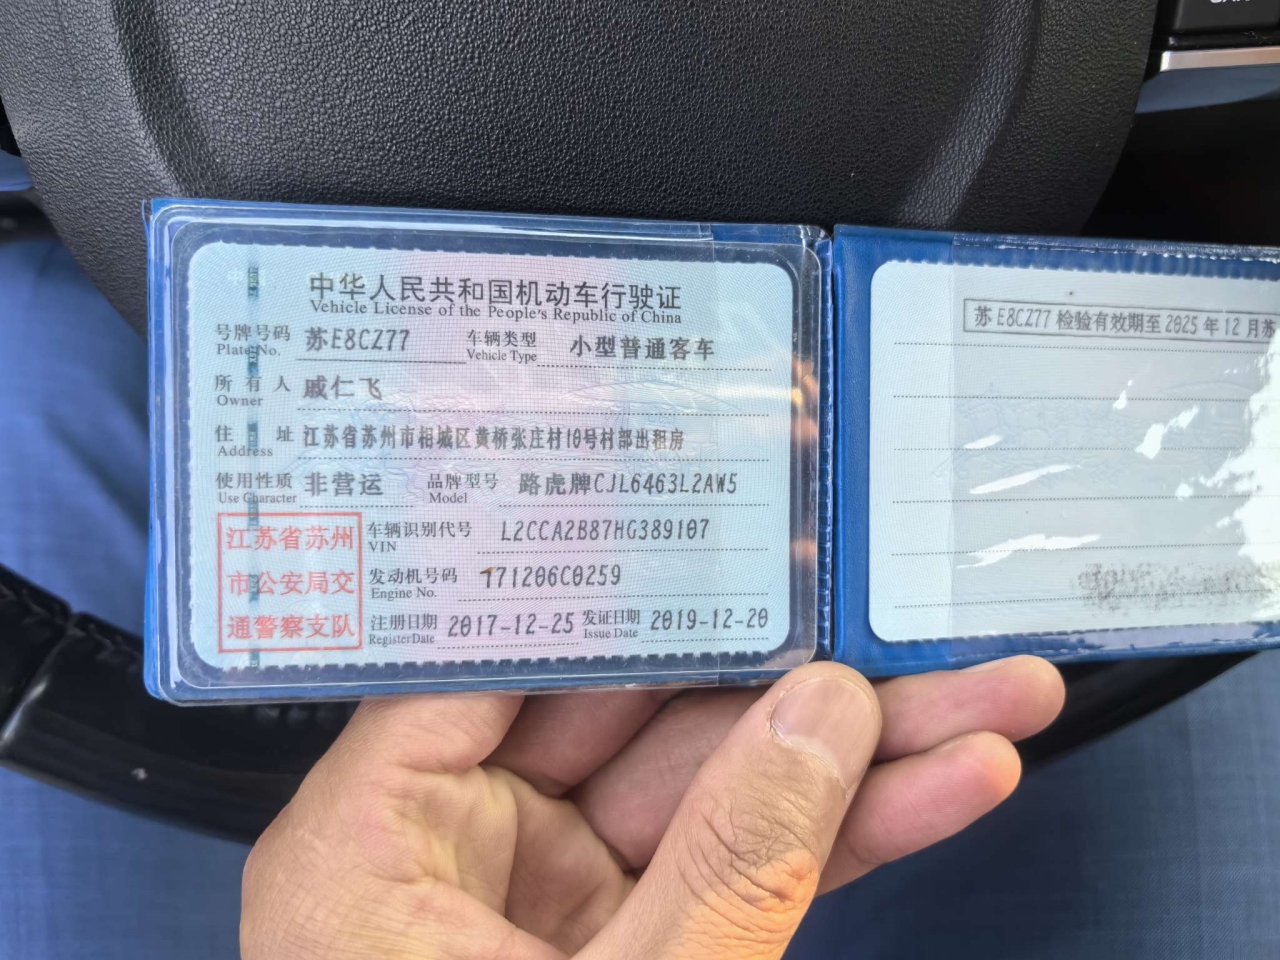 中华人民共和国机动车行驶证
Vehicle License of the People's Republic of China
号牌号码 苏E8CZ77 车辆类型 小型普通客车
Plate No. Vehicle Type
所有人 戚仁飞
Owner
住址 江苏省苏州市相城区黄桥张庄村10号村部出租房
Address
使用性质 非营运 品牌型号 路虎牌CJL6463L2AW5
Use Character Model
江苏省苏州
市公安局交
通警察支队
车辆识别代号 L2CCA2B87HG389107
VIN
发动机号码 171206C0259
Engine No.
注册日期 2017-12-25 发证日期 2019-12-20
Register Date Issue Date
苏E8CZ77 检验有效期至 2025 年 12 月苏